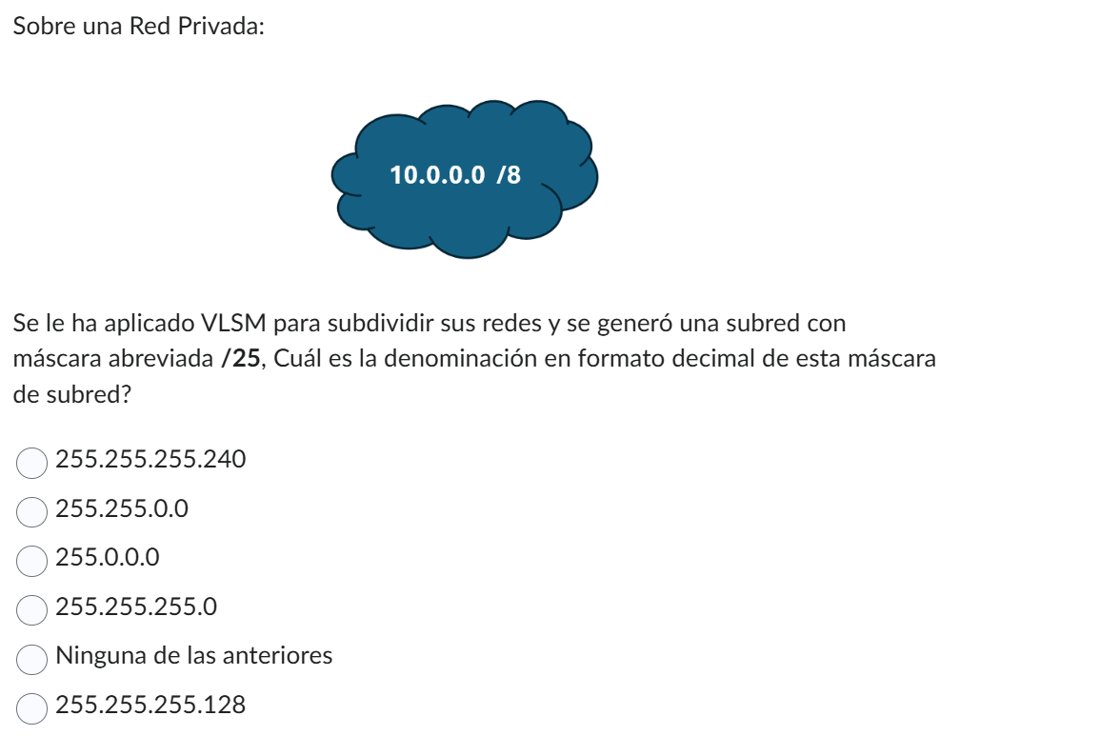 Sobre una Red Privada:
10.0.0.0 /8
Se le ha aplicado VLSM para subdividir sus redes y se generó una subred con
máscara abreviada /25, Cuál es la denominación en formato decimal de esta máscara
de subred?
255.255.255.240
255.255.0.0
255.0.0.0
255.255.255.0
Ninguna de las anteriores
255.255.255.128